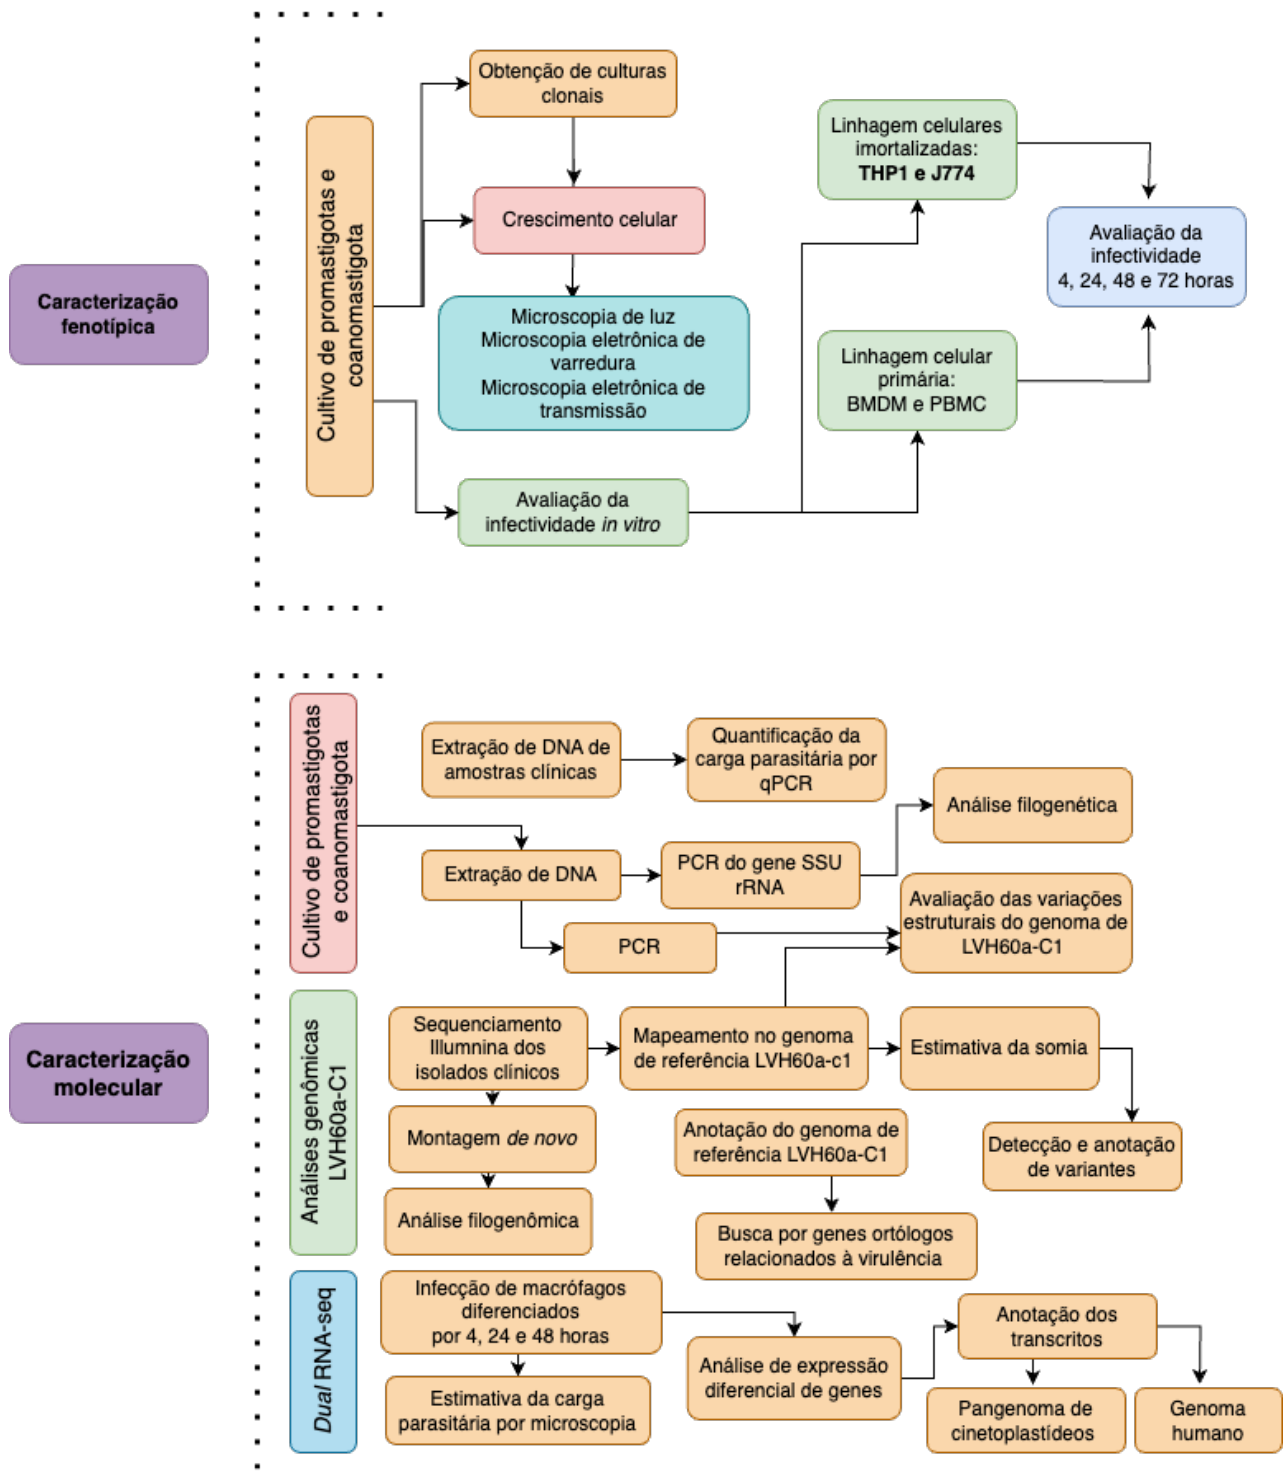 Caracterização
fenotípica
Cultivo de promastigotas e
coanomastigota
Obtenção de culturas
clonais
Crescimento celular
Microscopia de luz
Microscopia eletrônica de
varredura
Microscopia eletrônica de
transmissão
Avaliação da
infectividade in vitro
Linhagem celulares
imortalizadas:
THP1 e J774
Linhagem celular
primária:
BMDM e PBMC
Avaliação da
infectividade
4, 24, 48 e 72 horas
Caracterização
molecular
Cultivo de promastigotas
e coanomastigota
Extração de DNA de
amostras clínicas
Quantificação da
carga parasitária por
qPCR
Extração de DNA
PCR do gene SSU
rRNA
Análise filogenética
PCR
Avaliação das variações
estruturais do genoma de
LVH60a-C1
Análises genômicas
LVH60a-C1
Sequenciamento
Illumnina dos
isolados clínicos
Mapeamento no genoma
de referência LVH60a-c1
Estimativa da somia
Detecção e anotação
de variantes
Montagem de novo
Análise filogenômica
Anotação do genoma de
referência LVH60a-C1
Busca por genes ortólogos
relacionados à virulência
Dual RNA-seq
Infecção de macrófagos
diferenciados
por 4, 24 e 48 horas
Estimativa da carga
parasitária por microscopia
Análise de expressão
diferencial de genes
Anotação dos
transcritos
Pangenoma de
cinetoplastídeos
Genoma
humano